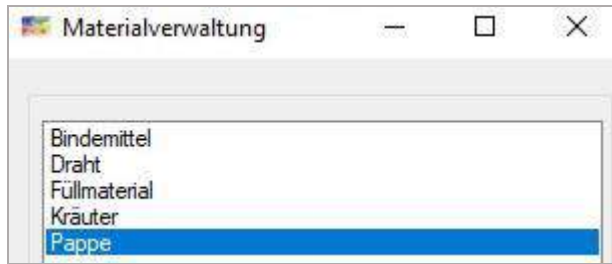 Materialverwaltung
Bindemittel
Draht
Füllmaterial
Kräuter
Pappe